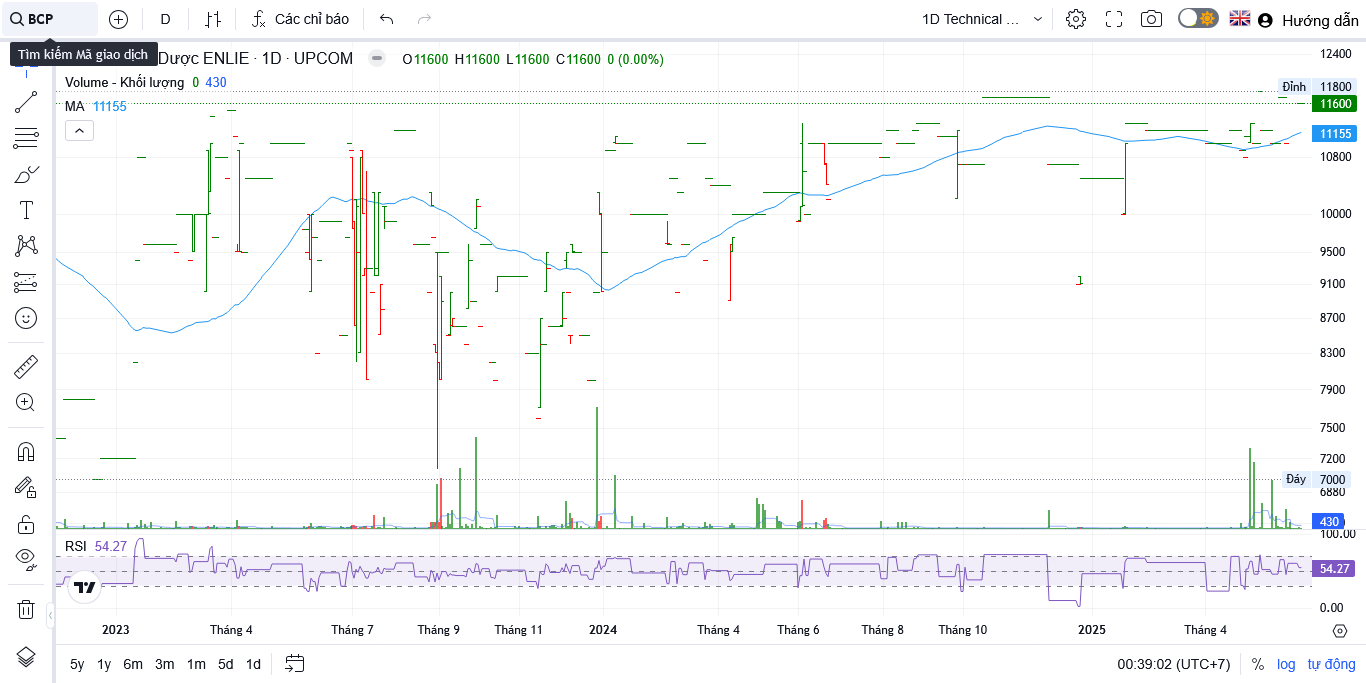 BCP
D
Các chỉ báo
1D Technical ...
Hướng dẫn
Tìm kiếm Mã giao dịch
Dược ENLIE · 1D · UPCOM
O11600 H11600 L11600 C11600 0 (0.00%)
Volume - Khối lượng 0 430
MA 11155
12400
Đỉnh 11800
11600
11155
10800
10000
9500
9100
8700
8300
7900
7500
7200
Đáy 7000
6880
430
100.00
RSI 54.27
54.27
0.00
2023 Tháng 4 Tháng 7 Tháng 9 Tháng 11 2024 Tháng 4 Tháng 6 Tháng 8 Tháng 10 2025 Tháng 4
5y 1y 6m 3m 1m 5d 1d
00:39:02 (UTC+7) % log tự động